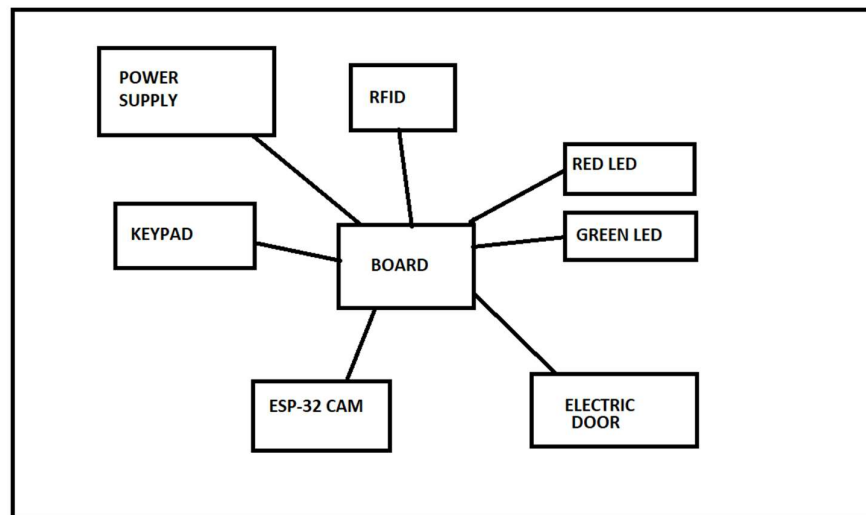 POWER
SUPPLY
RFID
RED LED
KEYPAD
GREEN LED
BOARD
ESP-32 CAM
ELECTRIC
DOOR